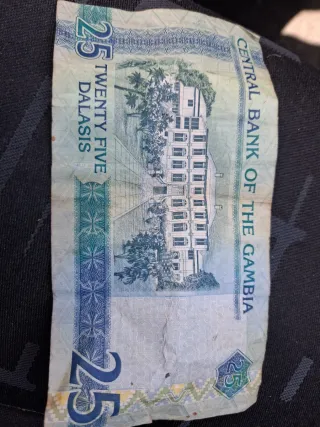 CENTRAL BANK OF THE GAMBIA
25
TWENTY FIVE
DALASIS
25
25